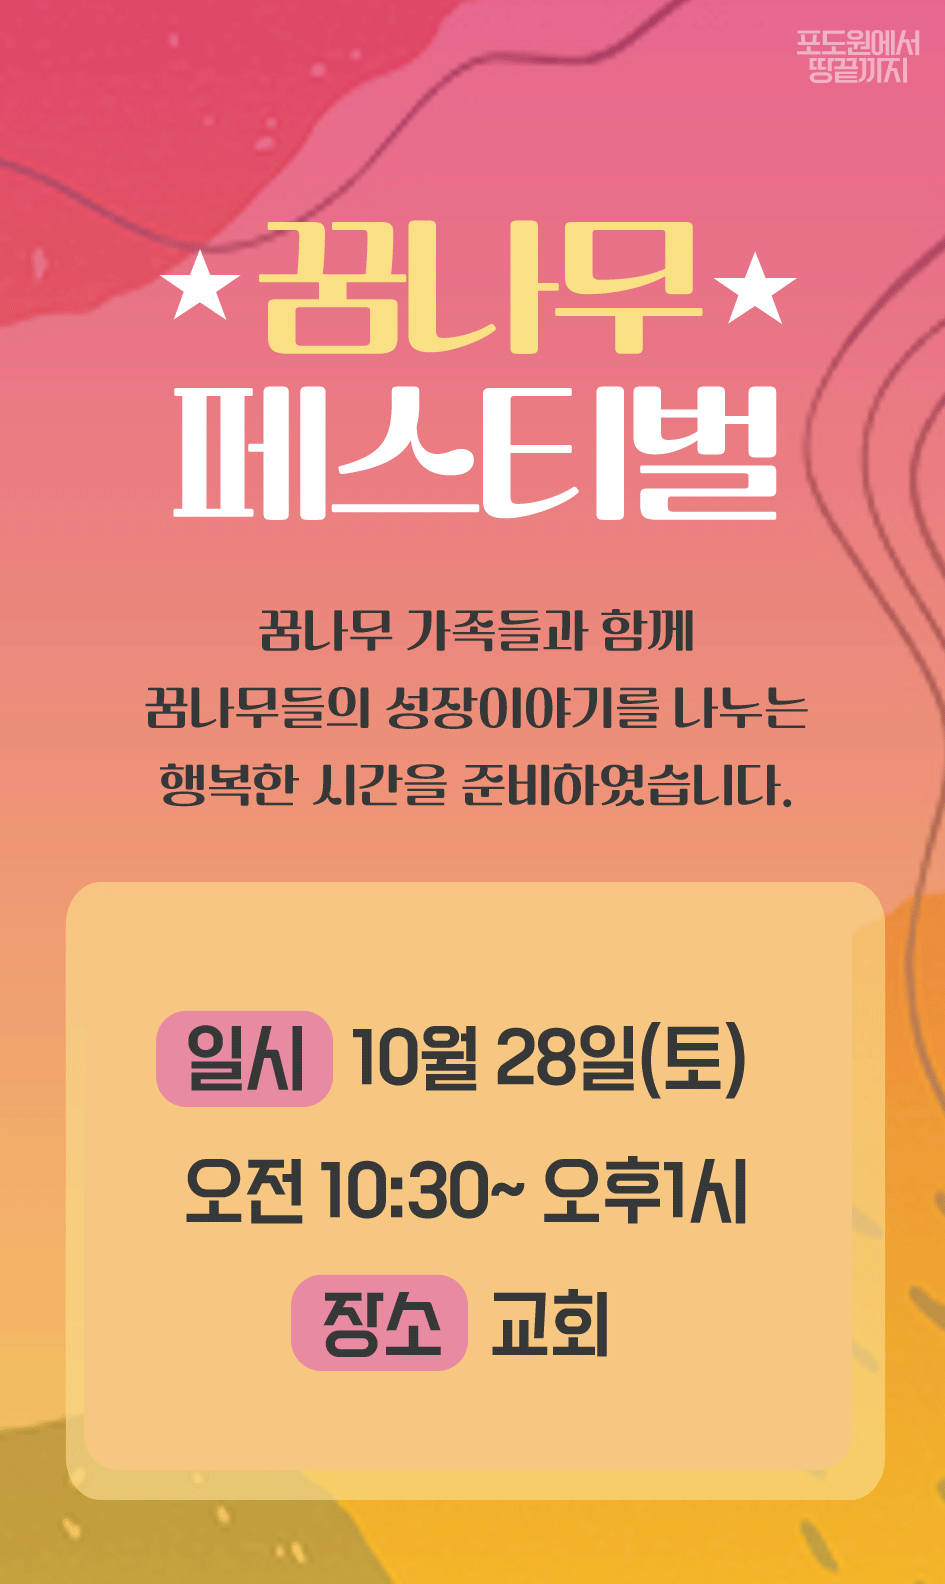 포도원에서
땅끝까지
꿈나무
페스티벌
꿈나무 가족들과 함께
꿈나무들의 성장이야기를 나누는
행복한 시간을 준비하였습니다.
일시 10월 28일(토)
오전 10:30~ 오후1시
장소 교회